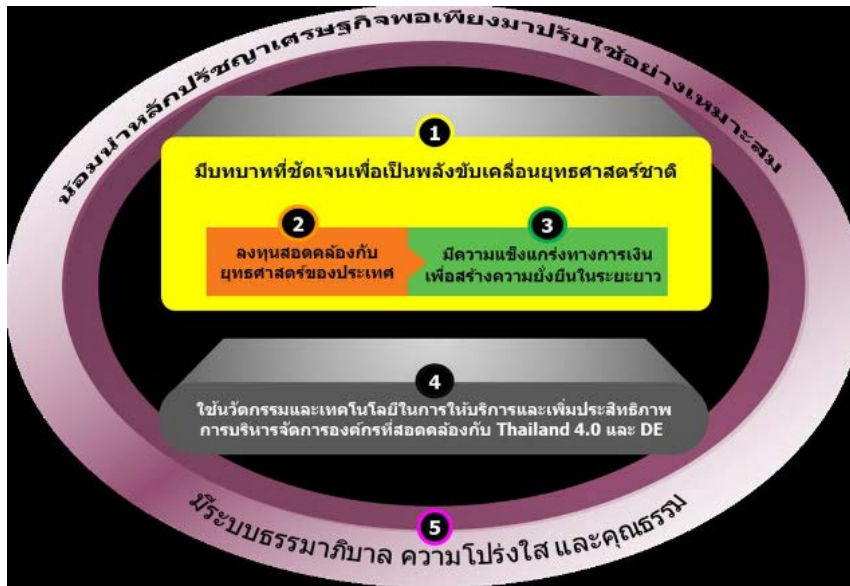 น้อมนำหลักปรัชญาเศรษฐกิจพอเพียงมาปรับใช้อย่างเหมาะสม
1
มีบทบาทที่ชัดเจนเพื่อเป็นพลังขับเคลื่อนยุทธศาสตร์ชาติ
2
ลงทุนสอดคล้องกับ
ยุทธศาสตร์ของประเทศ
3
มีความแข็งแกร่งทางการเงิน
เพื่อสร้างความยั่งยืนในระยะยาว
4
ใช้นวัตกรรมและเทคโนโลยีในการให้บริการและเพิ่มประสิทธิภาพ
การบริหารจัดการองค์กรที่สอดคล้องกับ Thailand 4.0 และ DE
5
มีระบบธรรมาภิบาล ความโปร่งใส และคุณธรรม